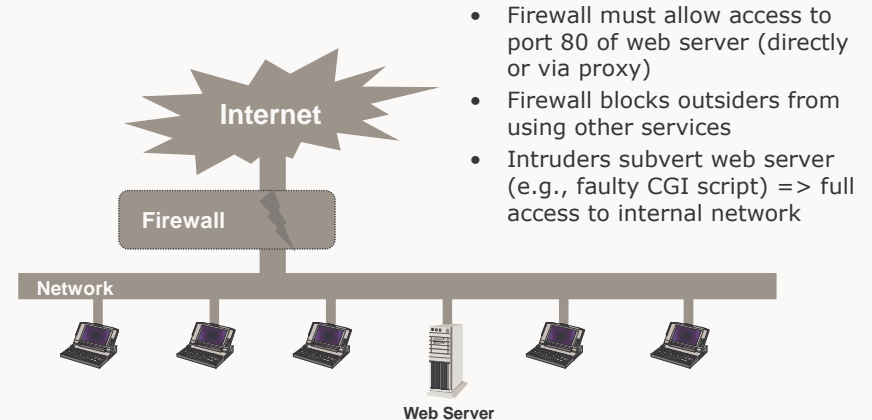 • Firewall must allow access to
port 80 of web server (directly
or via proxy)
• Firewall blocks outsiders from
using other services
• Intruders subvert web server
(e.g., faulty CGI script) => full
access to internal network
Internet
Firewall
Network
Web Server